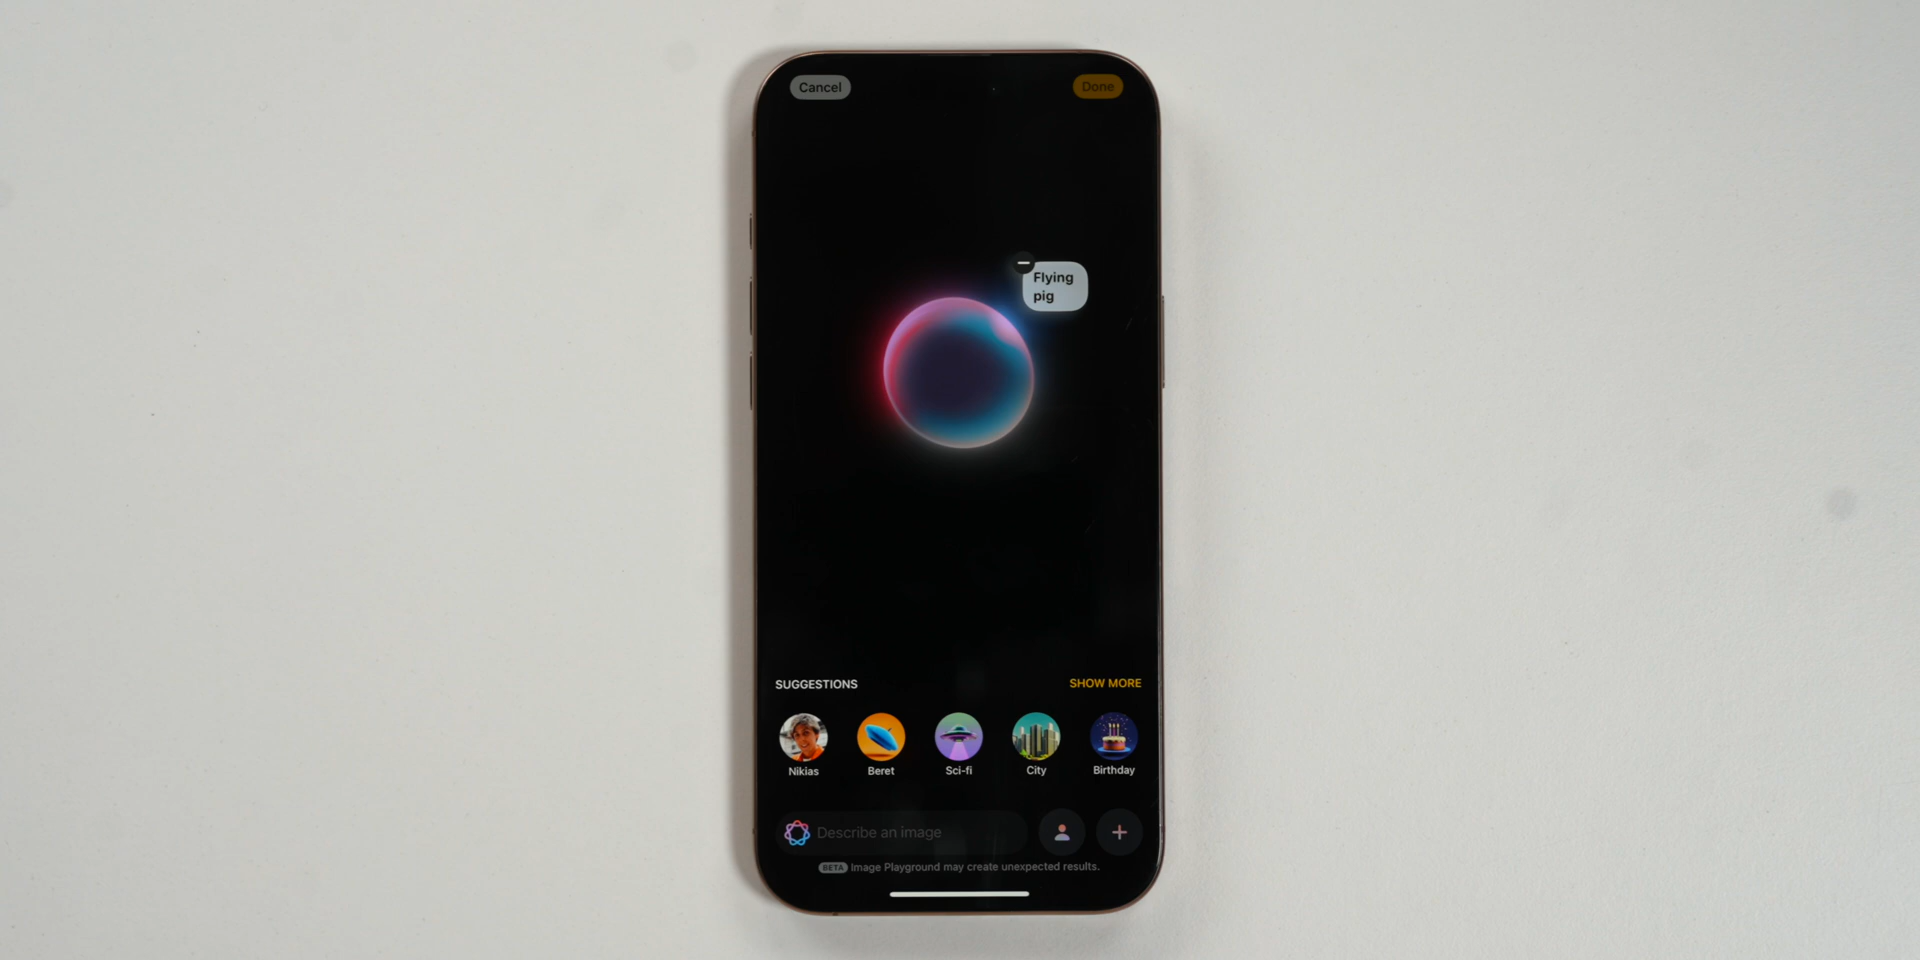 Cancel
Done
Flying
pig
SUGGESTIONS
SHOW MORE
Nikias
Beret
Sci-fi
City
Birthday
Describe an image
BETA Image Playground may create unexpected results.